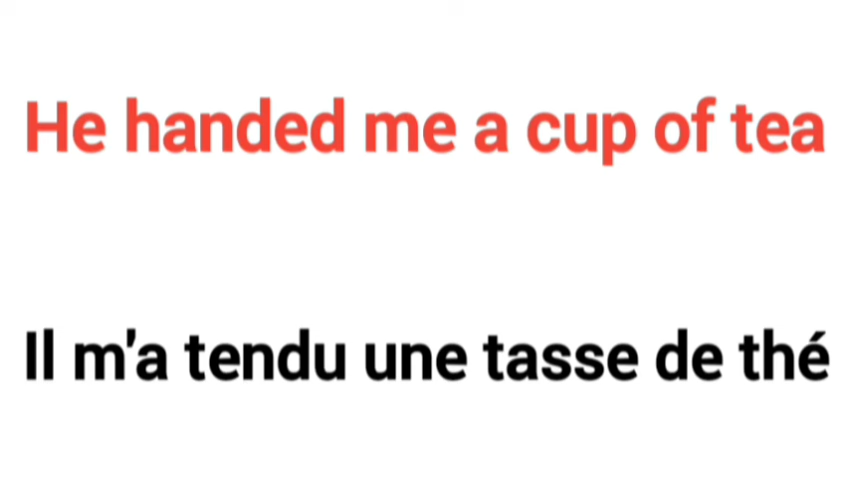 He handed me a cup of tea
Il m'a tendu une tasse de thé